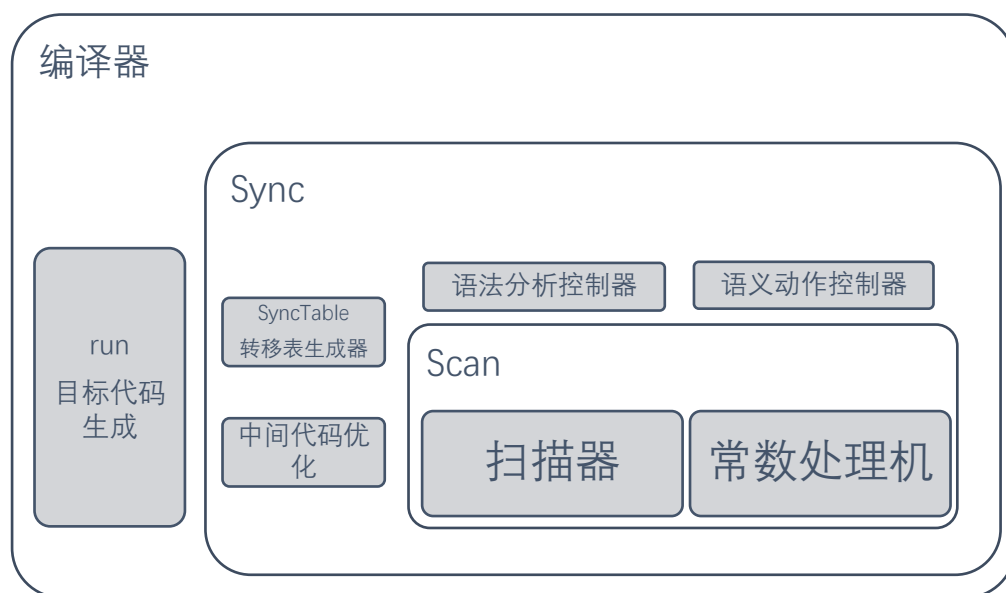 编译器
Sync
语法分析控制器
语义动作控制器
SyncTable
转移表生成器
run
目标代码
生成
Scan
中间代码优
化
扫描器
常数处理机